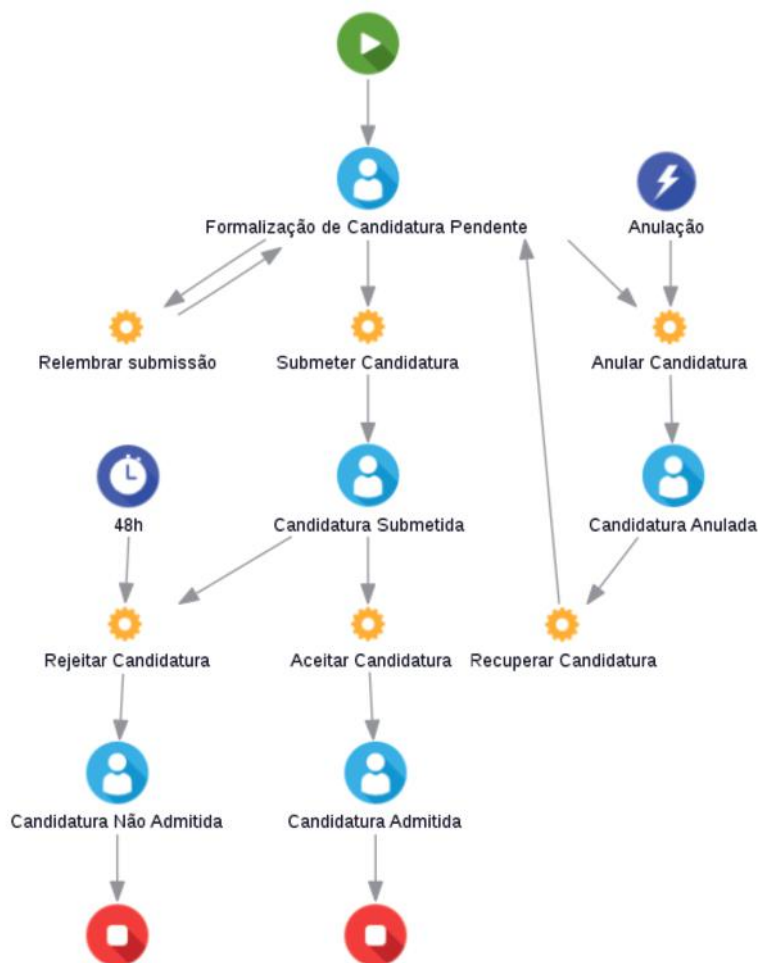 Formalização de Candidatura Pendente
Anulação
Relembrar submissão
Submeter Candidatura
Anular Candidatura
48h
Candidatura Submetida
Candidatura Anulada
Rejeitar Candidatura
Aceitar Candidatura
Recuperar Candidatura
Candidatura Não Admitida
Candidatura Admitida